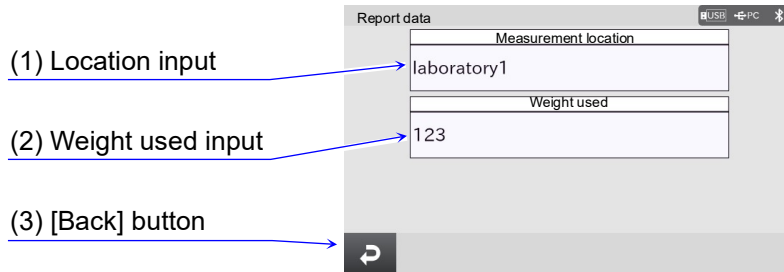 Report data
USB
PC
Measurement location
(1) Location input
laboratory1
Weight used
(2) Weight used input
123
(3) [Back] button